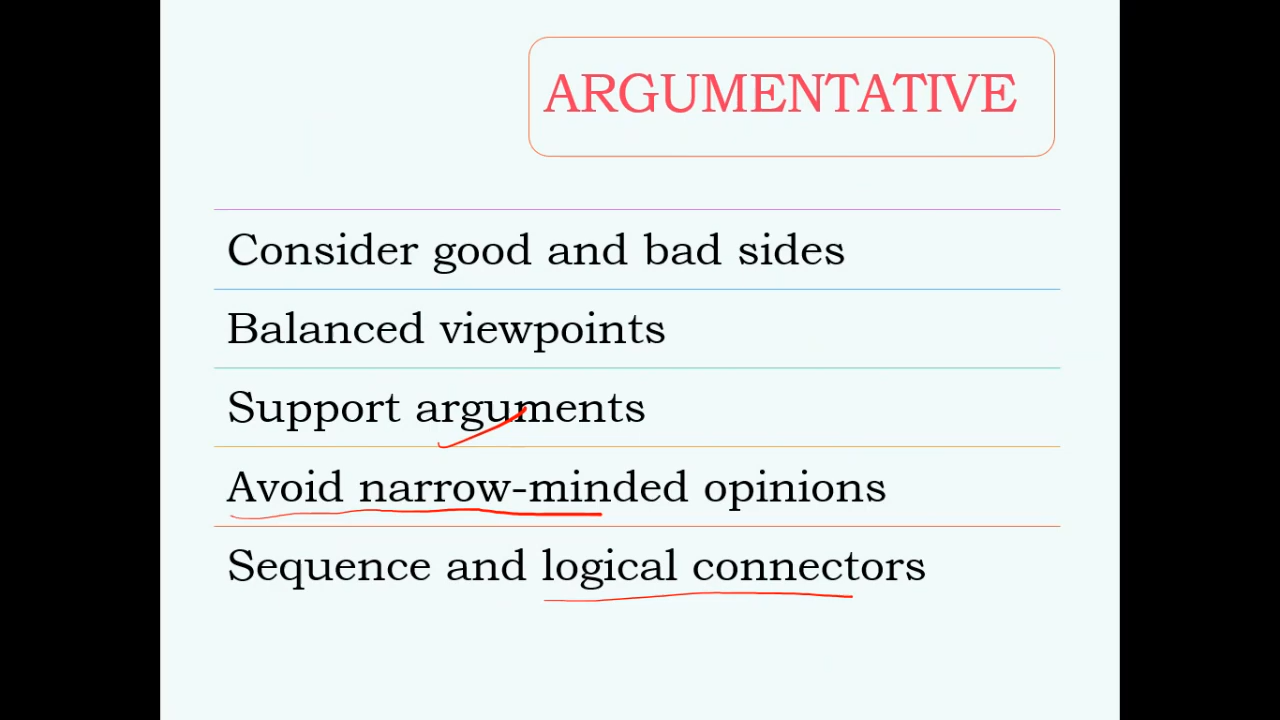 ARGUMENTATIVE
Consider good and bad sides
Balanced viewpoints
Support arguments
Avoid narrow-minded opinions
Sequence and logical connectors